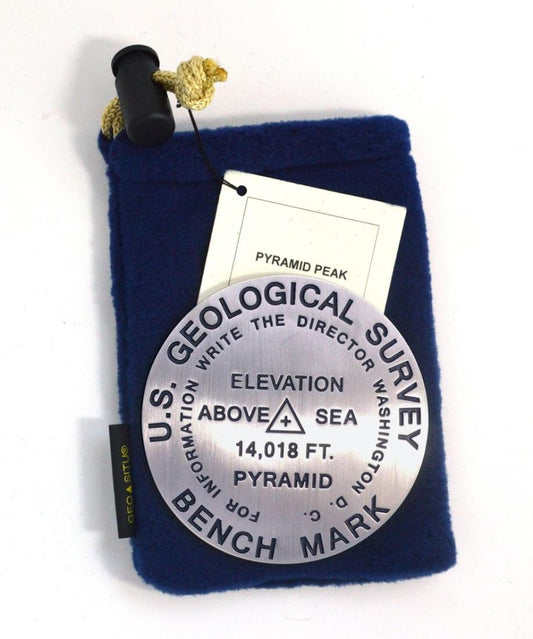 PYRAMID PEAK
U.S. GEOLOGICAL SURVEY
FOR INFORMATION WRITE THE DIRECTOR WASHINGTON D. C.
ELEVATION
ABOVE SEA
14,018 FT.
PYRAMID
BENCH MARK
GEO▲SITU®